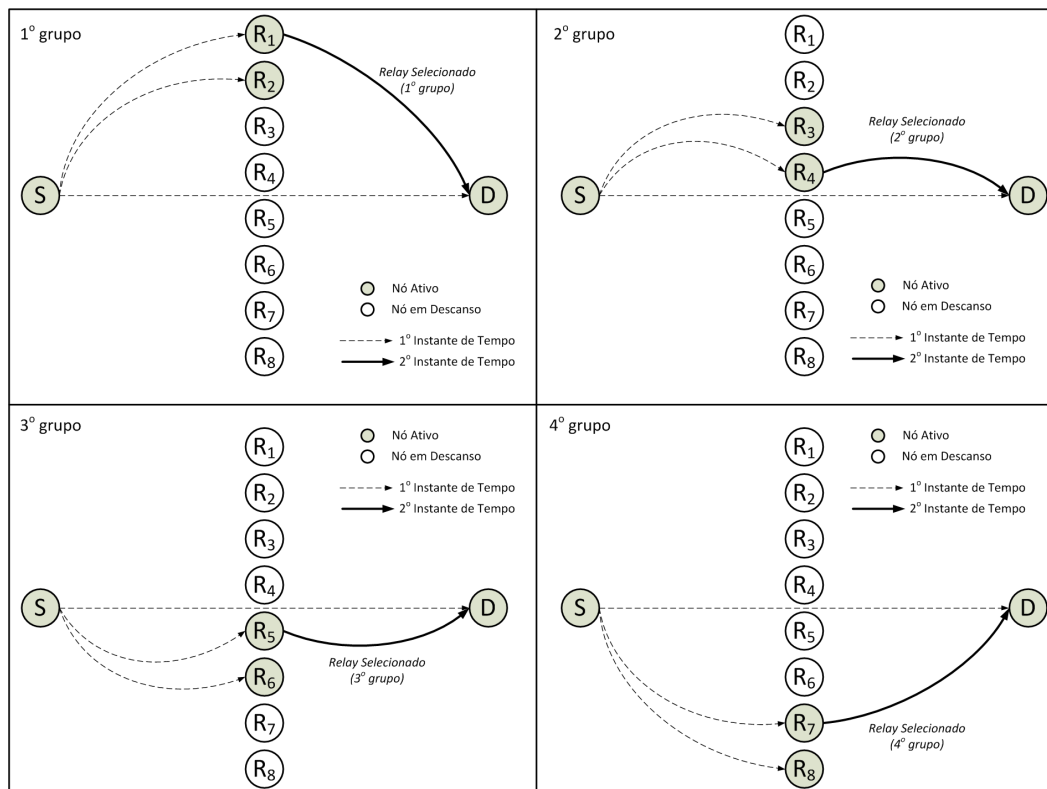 1º grupo
R1
R2
Relay Selecionado
(1º grupo)
R3
R4
S
D
R5
R6
R7
R8
Nó Ativo
Nó em Descanso
1º Instante de Tempo
2º Instante de Tempo
2º grupo
R1
R2
R3
Relay Selecionado
(2º grupo)
R4
S
D
R5
R6
R7
R8
Nó Ativo
Nó em Descanso
1º Instante de Tempo
2º Instante de Tempo
3º grupo
Nó Ativo
Nó em Descanso
1º Instante de Tempo
2º Instante de Tempo
R1
R2
R3
R4
S
D
R5
R6
Relay Selecionado
(3º grupo)
R7
R8
4º grupo
Nó Ativo
Nó em Descanso
1º Instante de Tempo
2º Instante de Tempo
R1
R2
R3
R4
S
D
R5
R6
R7
Relay Selecionado
(4º grupo)
R8